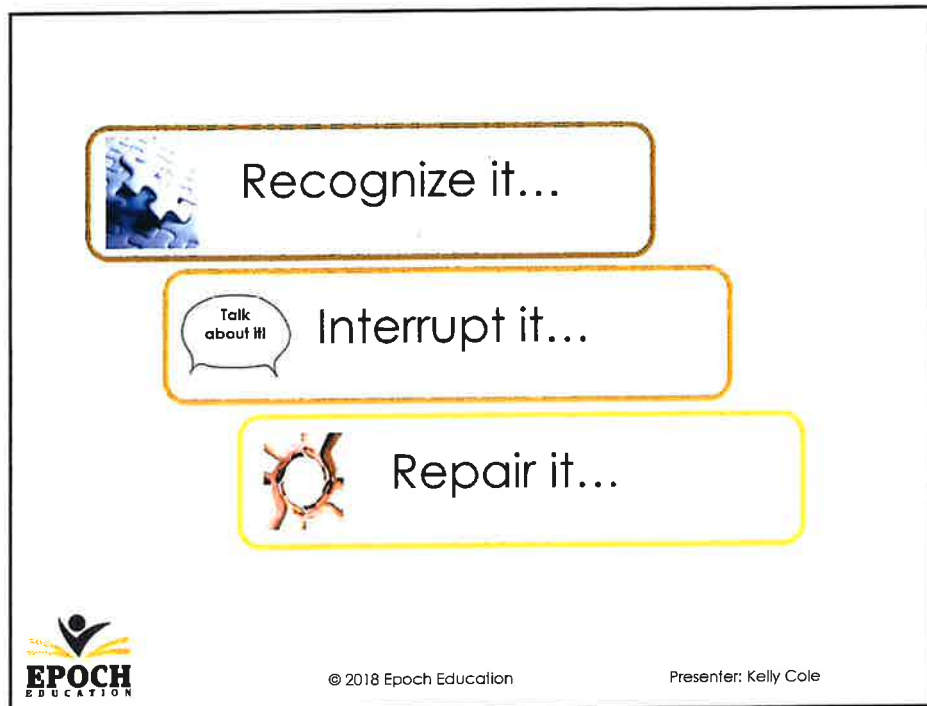 Recognize it...
Talk
about it!
Interrupt it...
Repair it...
EPOCH
EDUCATION
© 2018 Epoch Education
Presenter: Kelly Cole